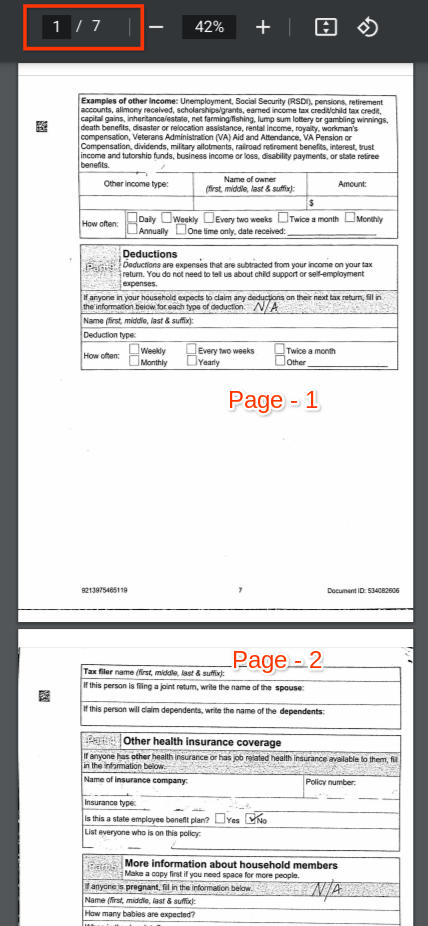 1 / 7
42%
Examples of other income: Unemployment, Social Security (RSDI), pensions, retirement
accounts, alimony received, scholarships/grants, earned income tax credit/child tax credit,
capital gains, inheritance/estate, net farming/fishing, lump sum lottery or gambling winnings,
death benefits, disaster or relocation assistance, rental income, royalty, workman's
compensation, Veterans Administration (VA) Aid and Attendance, VA Pension or
Compensation, dividends, military allotments, railroad retirement benefits, interest, trust
income and tutorship funds, business income or loss, disability payments, or state retiree
benefits.
Other income type:
Name of owner
(first, middle, last & suffix):
Amount:
$
How often:
Daily Weekly Every two weeks Twice a month Monthly
Annually One time only, date received:
Part
Deductions
Deductions are expenses that are subtracted from your income on your tax
return. You do not need to tell us about child support or self-employment
expenses.
If anyone in your household expects to claim any deductions on their next tax return, fill in
the information below for each type of deduction. N/A
Name (first, middle, last & suffix):
Deduction type:
How often:
Weekly Every two weeks Twice a month
Monthly Yearly Other
Page - 1
9213975465119 7 Document ID: 534082606
Page - 2
Tax filer name (first, middle, last & suffix):
If this person is filing a joint return, write the name of the spouse:
If this person will claim dependents, write the name of the dependents:
Part
Other health insurance coverage
If anyone has other health insurance or has job related health insurance available to them, fill
in the information below.
Name of insurance company: Policy number:
Insurance type:
Is this a state employee benefit plan? Yes No
List everyone who is on this policy:
Part
More information about household members
Make a copy first if you need space for more people.
If anyone is pregnant, fill in the information below. N/A
Name (first, middle, last & suffix):
How many babies are expected?